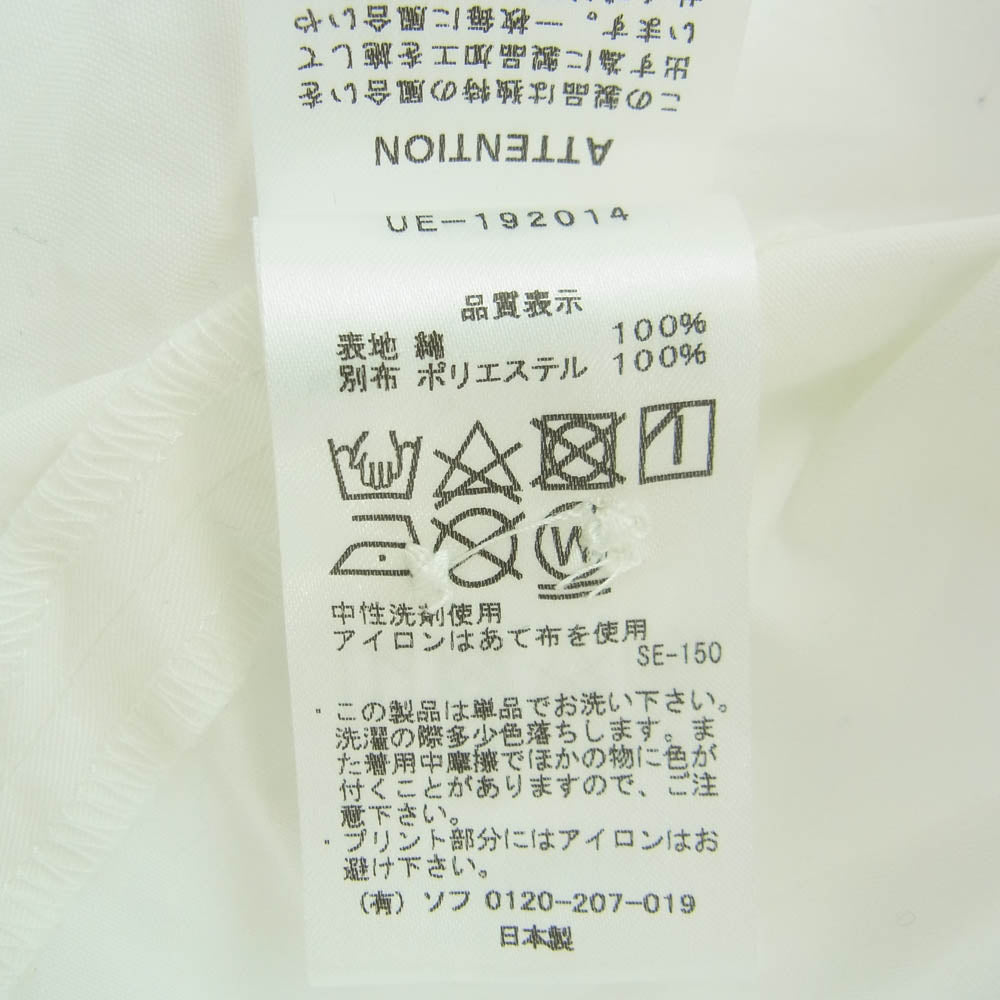 ATTENTION
この製品は独特の風合いを
出す為に製品加工を施して
います。一枚毎に風合いや
UE-192014
品質表示
表地 綿 100%
別布 ポリエステル 100%
中性洗剤使用
アイロンはあて布を使用
SE-150
・この製品は単品でお洗い下さい。
洗濯の際多少色落ちします。ま
た着用中摩擦でほかの物に色が
付くことがありますので、ご注
意下さい。
・プリント部分にはアイロンはお
避け下さい。
(有) ソフ 0120-207-019
日本製